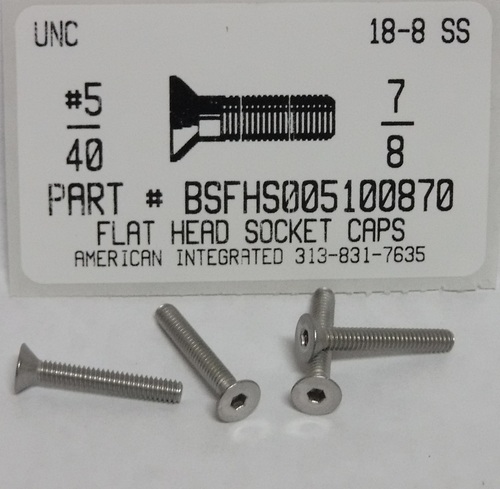 UNC 18-8 SS
#5
40
7
8
PART # BSFHS005100870
FLAT HEAD SOCKET CAPS
AMERICAN INTEGRATED 313-831-7635